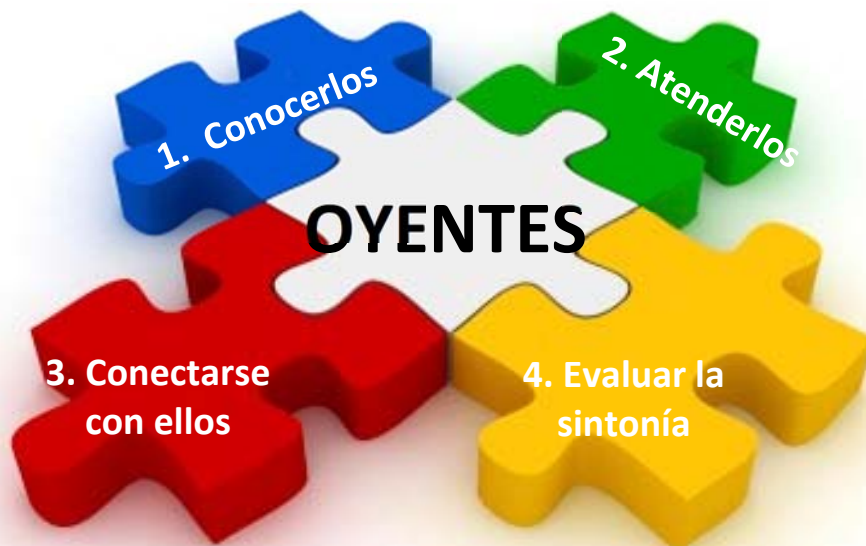 1. Conocerlos
2. Atenderlos
OYENTES
3. Conectarse
con ellos
4. Evaluar la
sintonía